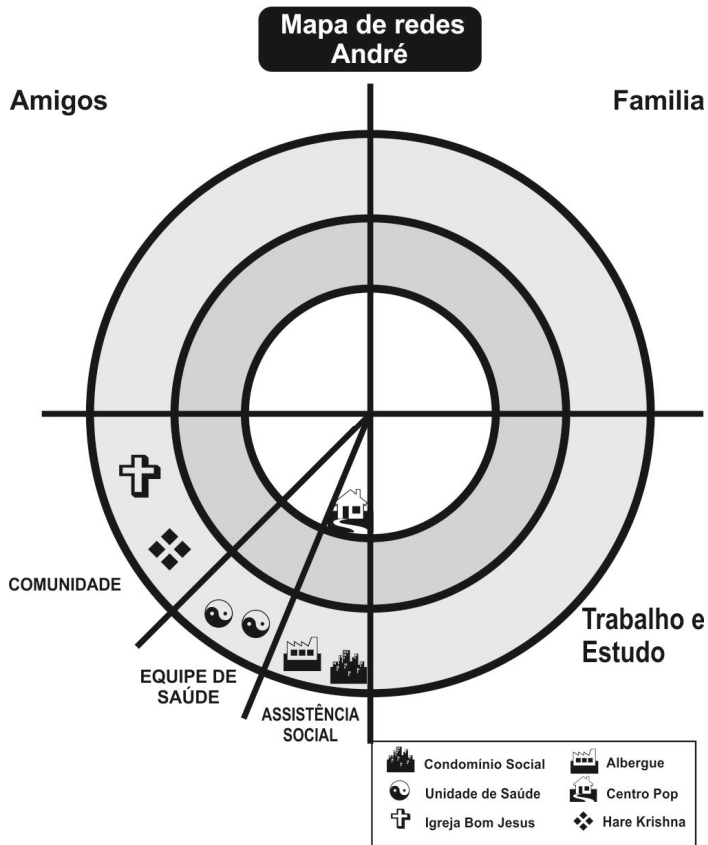 Mapa de redes
André
Amigos
Familia
COMUNIDADE
EQUIPE DE
SAÚDE
ASSISTÊNCIA
SOCIAL
Trabalho e
Estudo
Condomínio Social
Albergue
Unidade de Saúde
Centro Pop
Igreja Bom Jesus
Hare Krishna